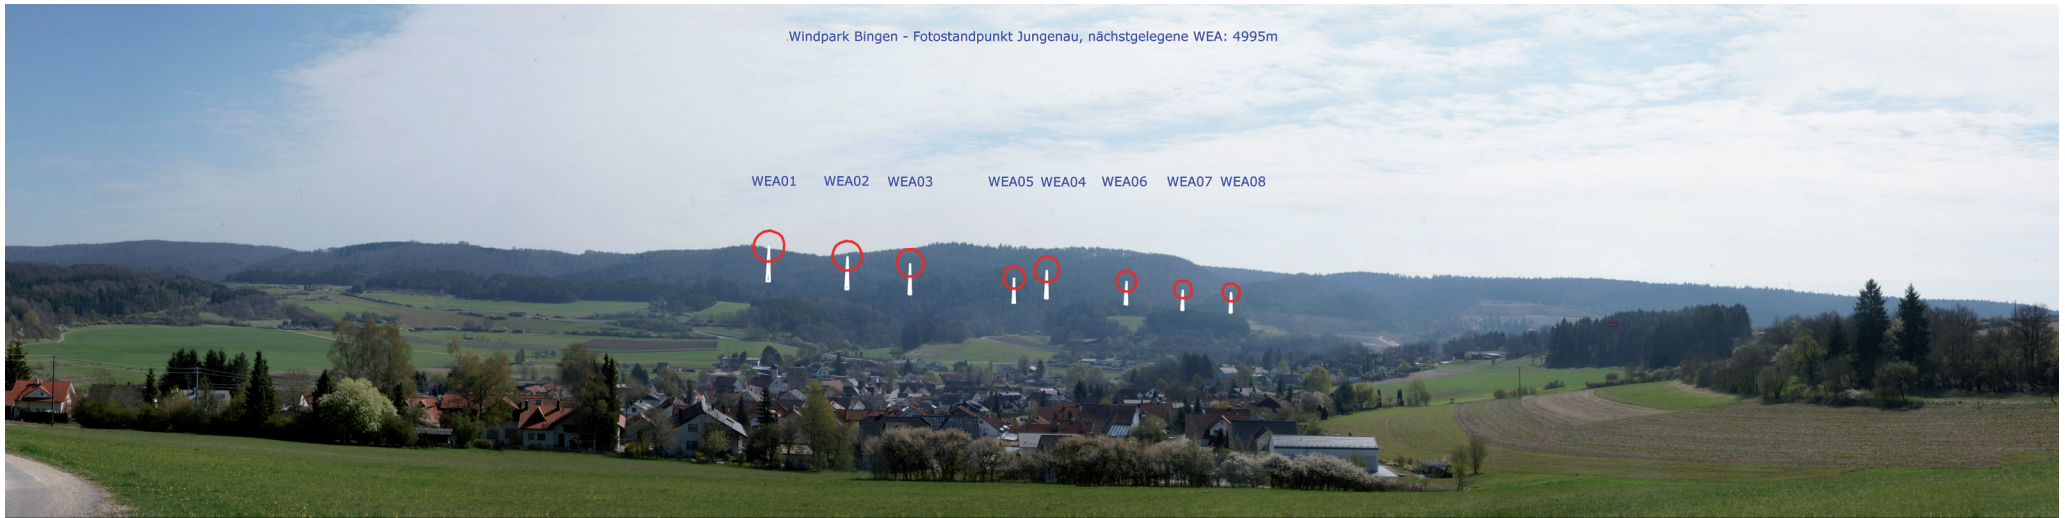 Windpark Bingen - Fotostandpunkt Jungenau, nächstgelegene WEA: 4995m
WEA01 WEA02 WEA03 WEA05 WEA04 WEA06 WEA07 WEA08